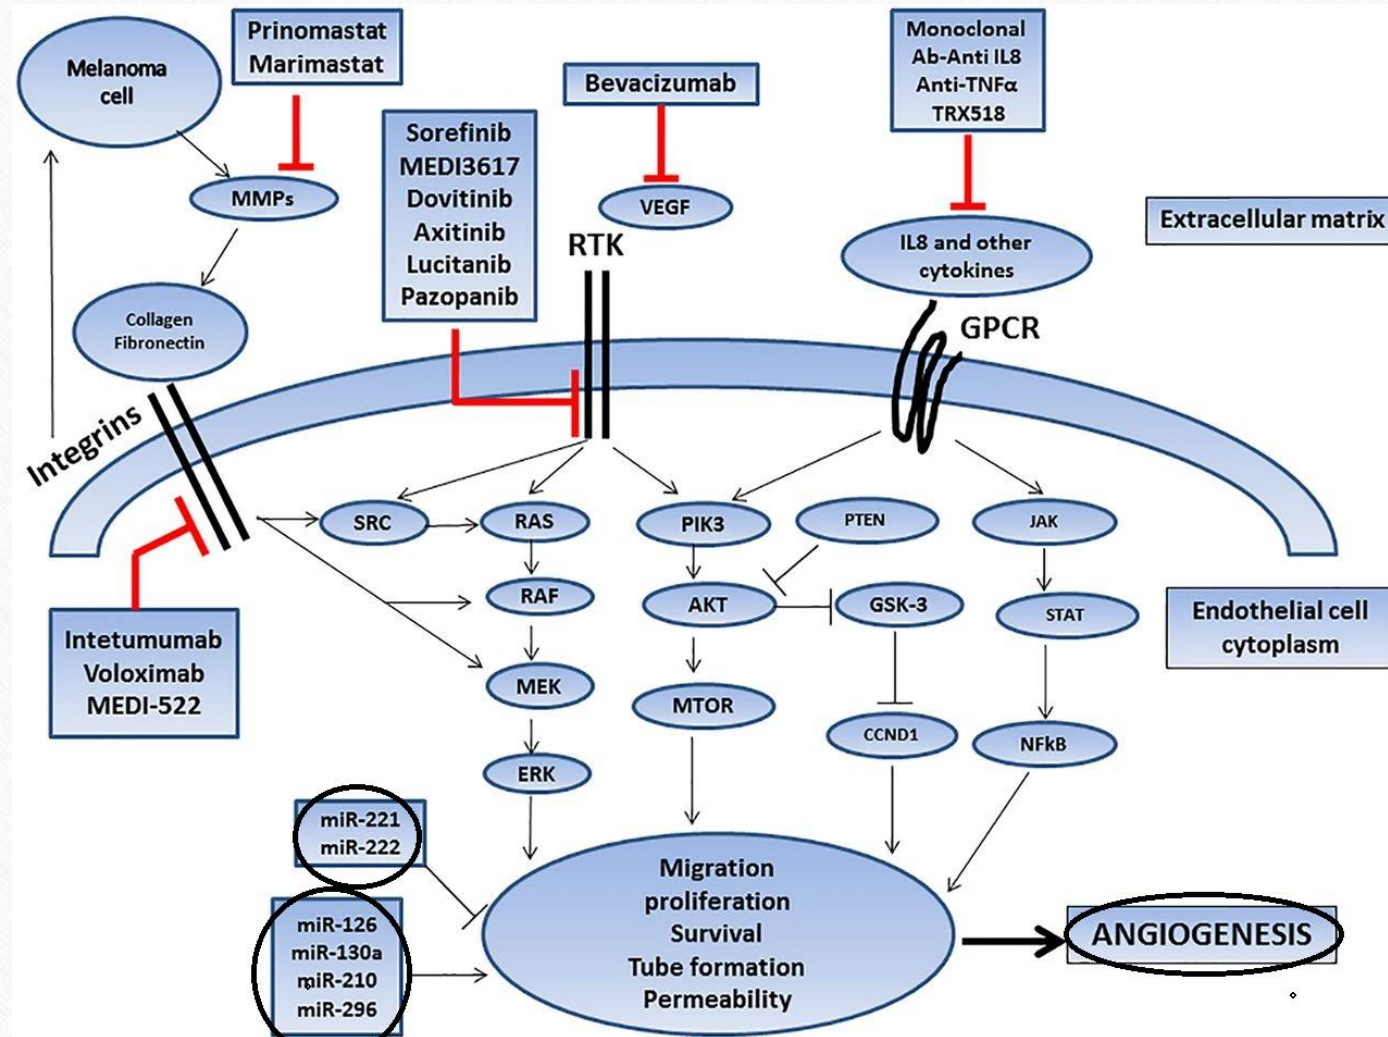 Melanoma
cell
Prinomastat
Marimastat
MMPs
Collagen
Fibronectin
Integrins
Intetumumab
Voloximab
MEDI-522
Sorefinib
MEDI3617
Dovitinib
Axitinib
Lucitanib
Pazopanib
Bevacizumab
VEGF
RTK
Monoclonal
Ab-Anti IL8
Anti-TNFα
TRX518
IL8 and other
cytokines
GPCR
Extracellular matrix
SRC
RAS
PIK3
PTEN
JAK
RAF
AKT
GSK-3
STAT
Endothelial cell
cytoplasm
MEK
MTOR
CCND1
NFkB
ERK
miR-221
miR-222
miR-126
miR-130a
miR-210
miR-296
Migration
proliferation
Survival
Tube formation
Permeability
ANGIOGENESIS